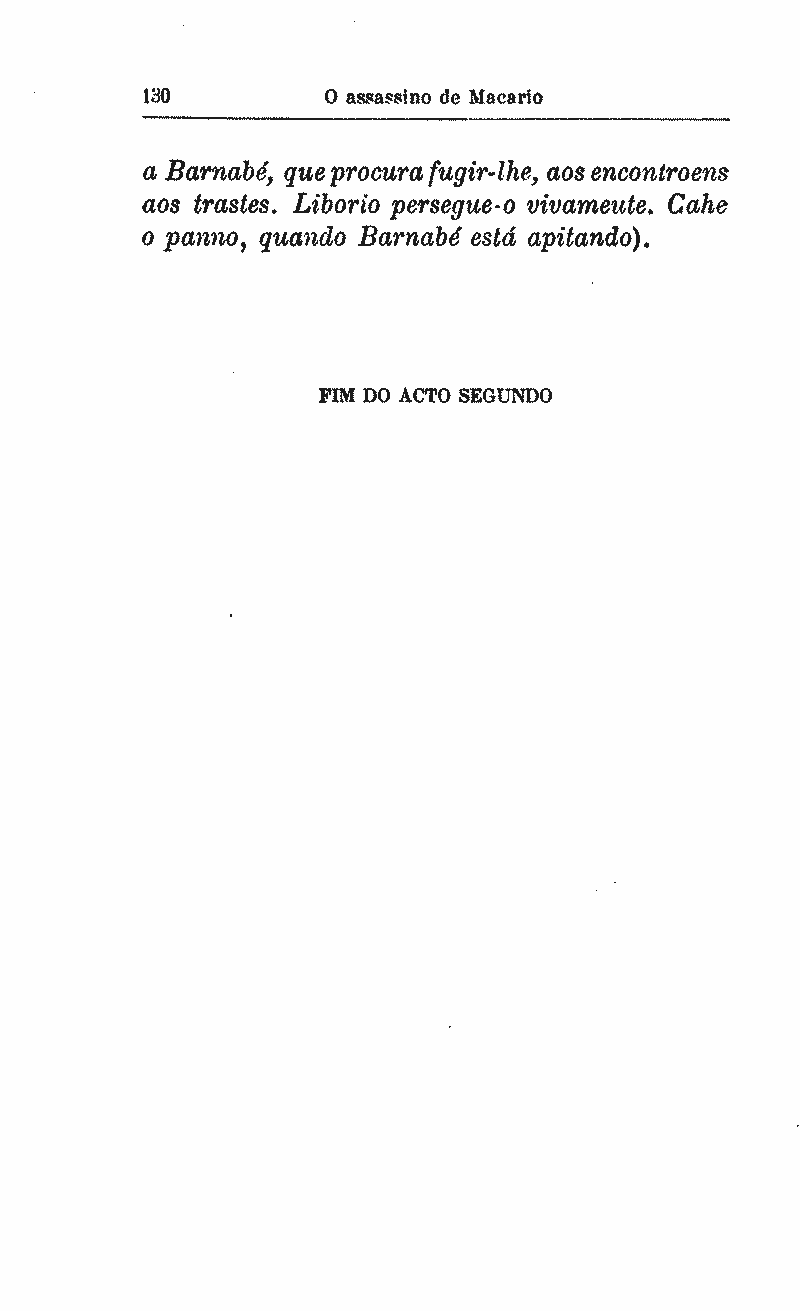 130 O assassino de Macario
a Barnabé, que procura fugir-lhe, aos encontroens
aos trastes. Liborio persegue-o vivameute. Cahe
o panno, quando Barnabé está apitando).
FIM DO ACTO SEGUNDO